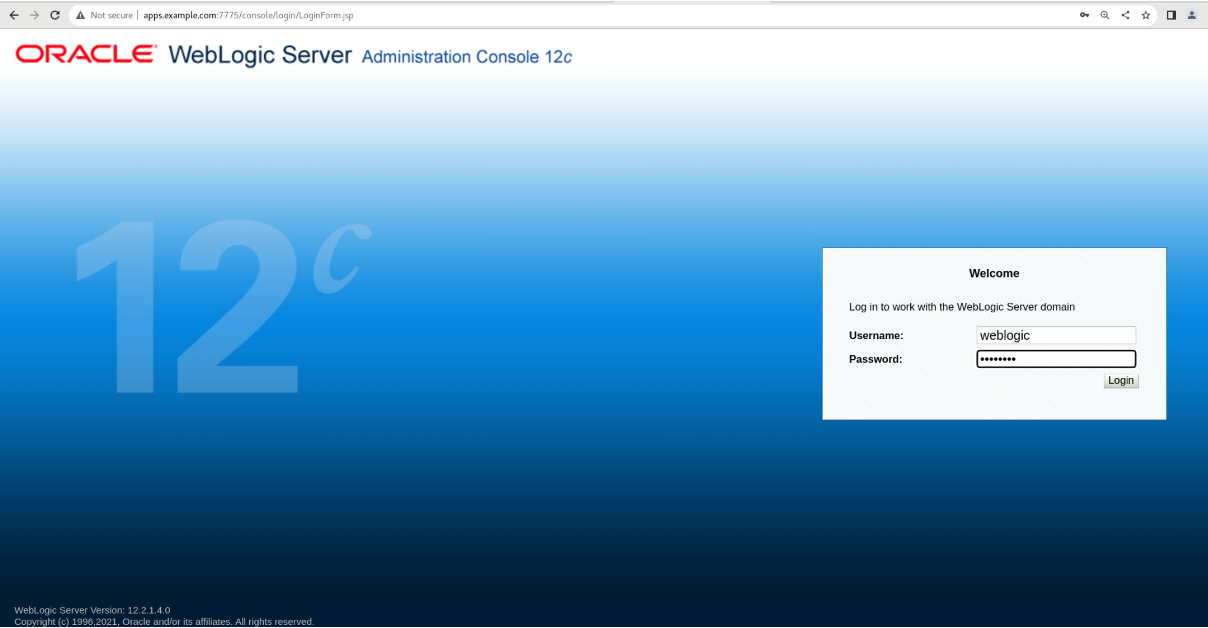 Not secure | apps.example.com:7775/console/login/LoginForm.jsp
ORACLE WebLogic Server Administration Console 12c
12c
Welcome
Log in to work with the WebLogic Server domain
Username: weblogic
Password: ••••••••
Login
WebLogic Server Version: 12.2.1.4.0
Copyright (c) 1996,2021, Oracle and/or its affiliates. All rights reserved.